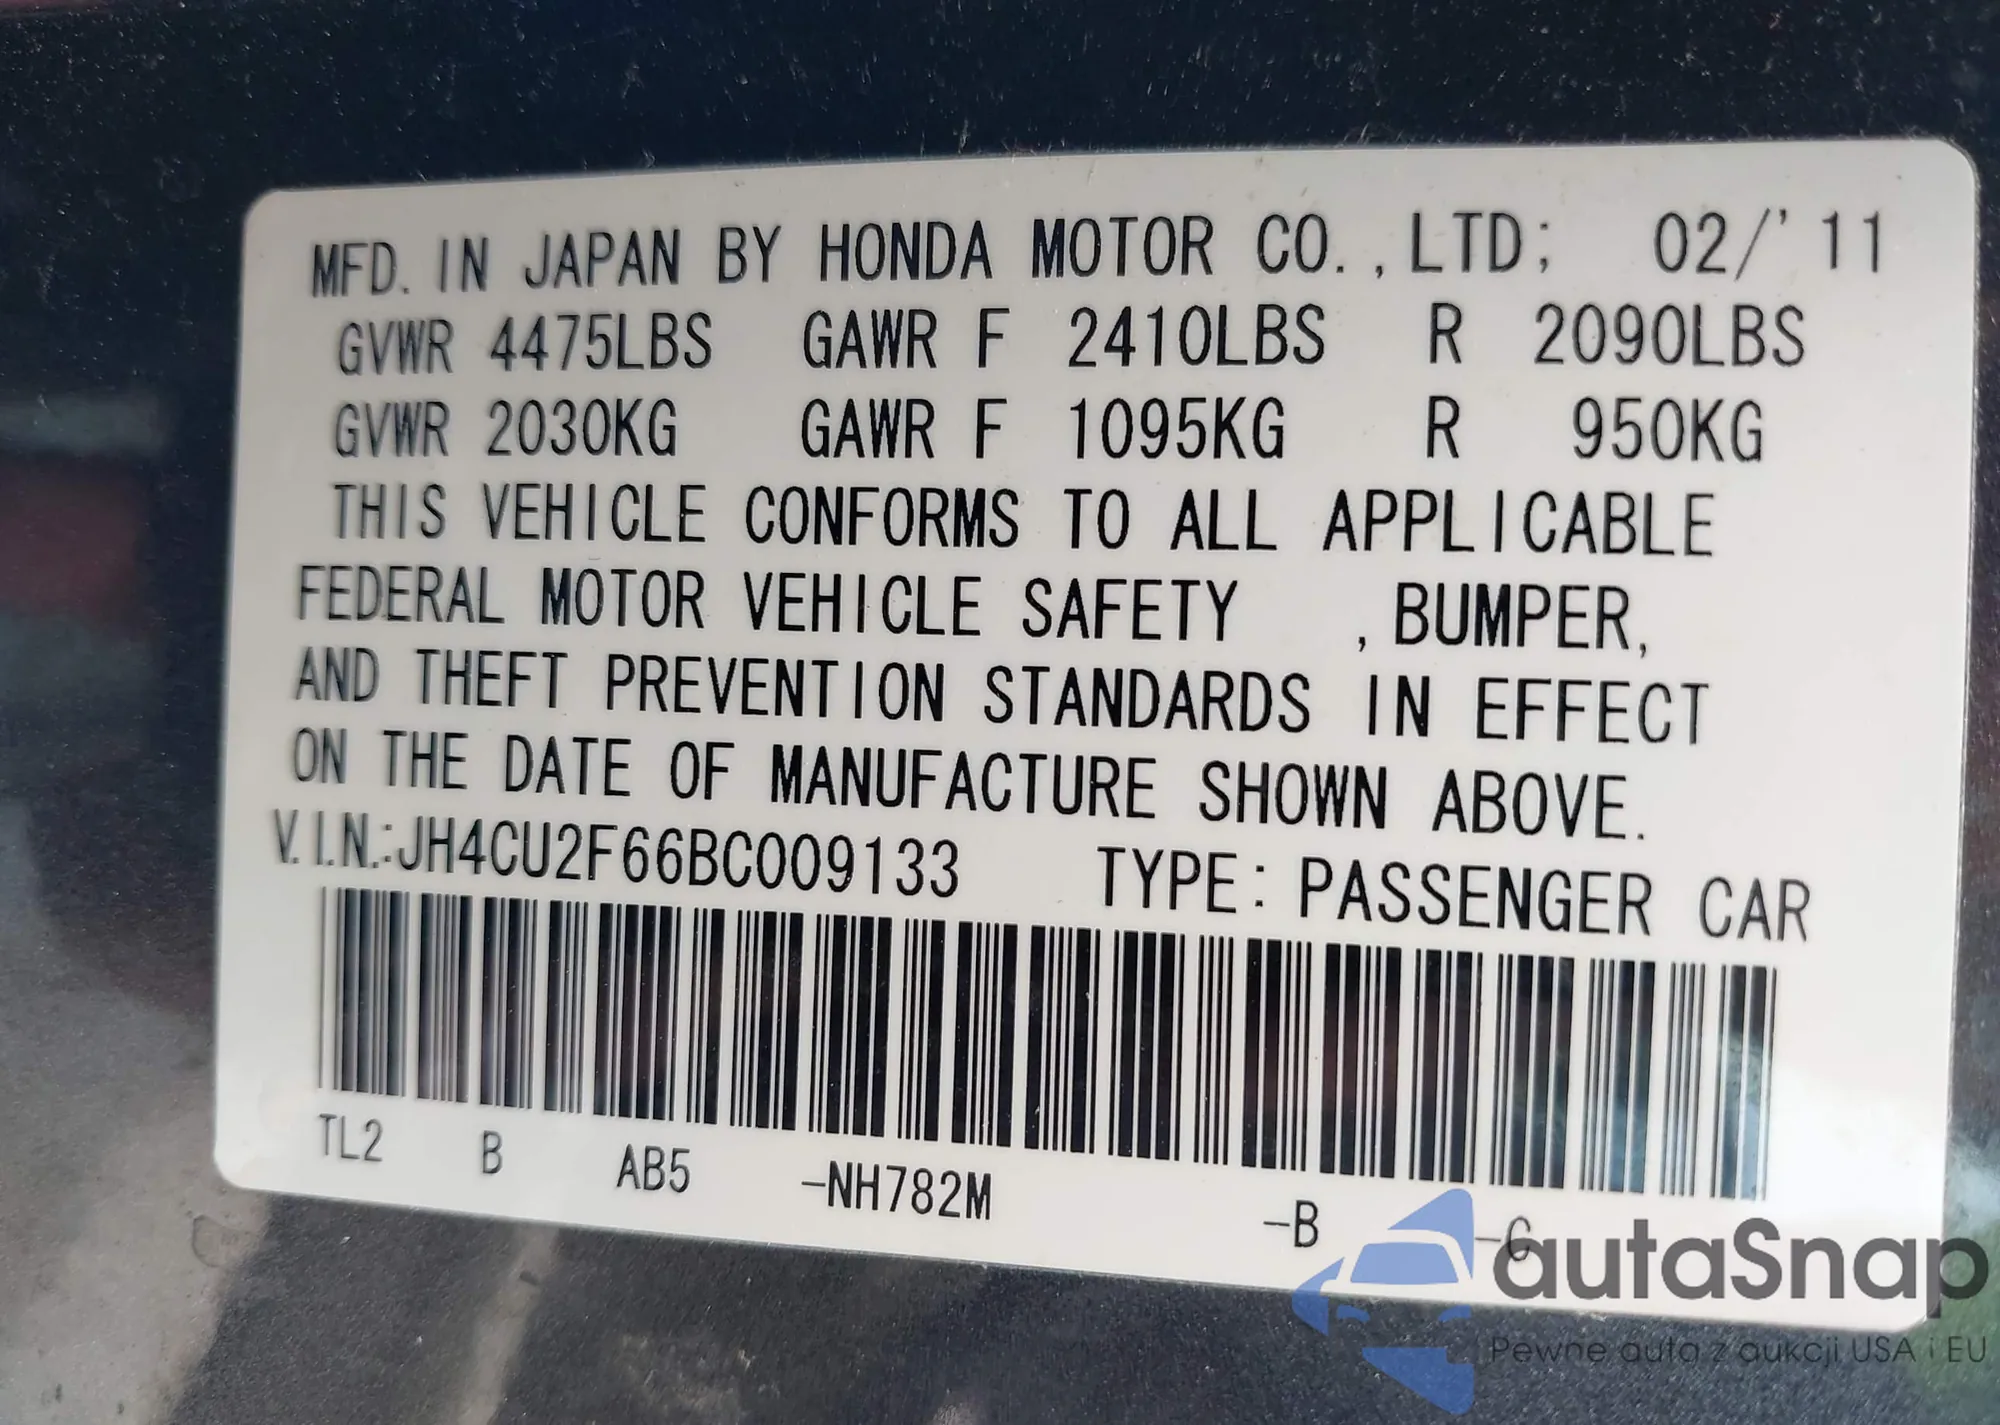 MFD. IN JAPAN BY HONDA MOTOR CO.,LTD; 02/'11
GVWR 4475LBS GAWR F 2410LBS R 2090LBS
GVWR 2030KG GAWR F 1095KG R 950KG
THIS VEHICLE CONFORMS TO ALL APPLICABLE
FEDERAL MOTOR VEHICLE SAFETY ,BUMPER,
AND THEFT PREVENTION STANDARDS IN EFFECT
ON THE DATE OF MANUFACTURE SHOWN ABOVE.
V.I.N.:JH4CU2F66BC009133 TYPE: PASSENGER CAR
TL2 B AB5 -NH782M -B -C
autaSnap
Pewne auta z aukcji USA i EU